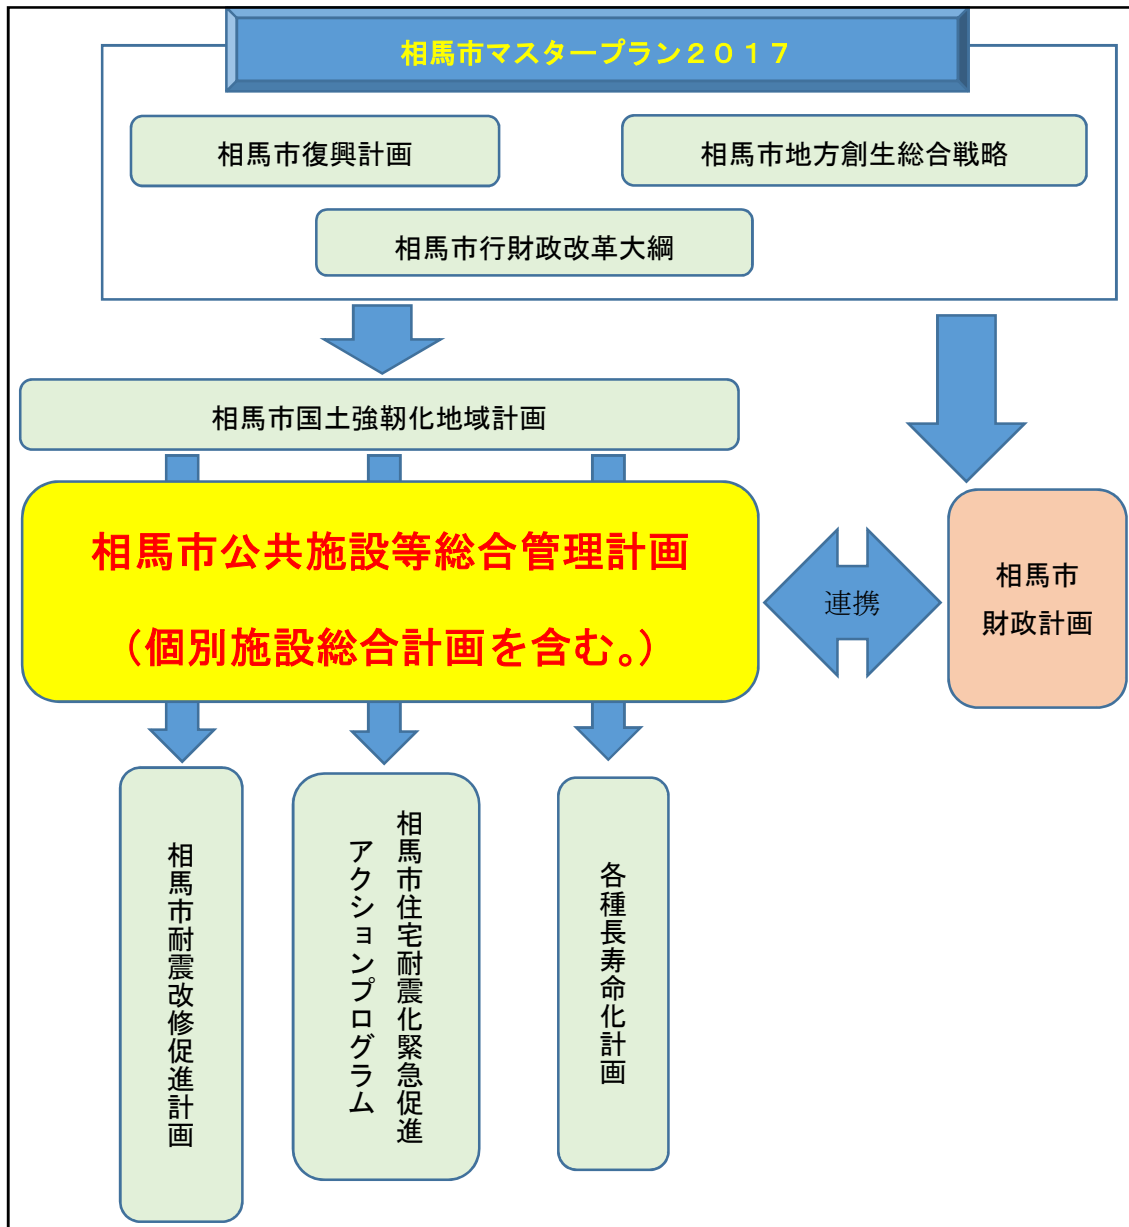 相馬市マスタープラン２０１７
相馬市復興計画
相馬市地方創生総合戦略
相馬市行財政改革大綱
相馬市国土強靭化地域計画
相馬市公共施設等総合管理計画
（個別施設総合計画を含む。）
連携
相馬市
財政計画
相馬市耐震改修促進計画
相馬市住宅耐震化緊急促進
アクションプログラム
各種長寿命化計画